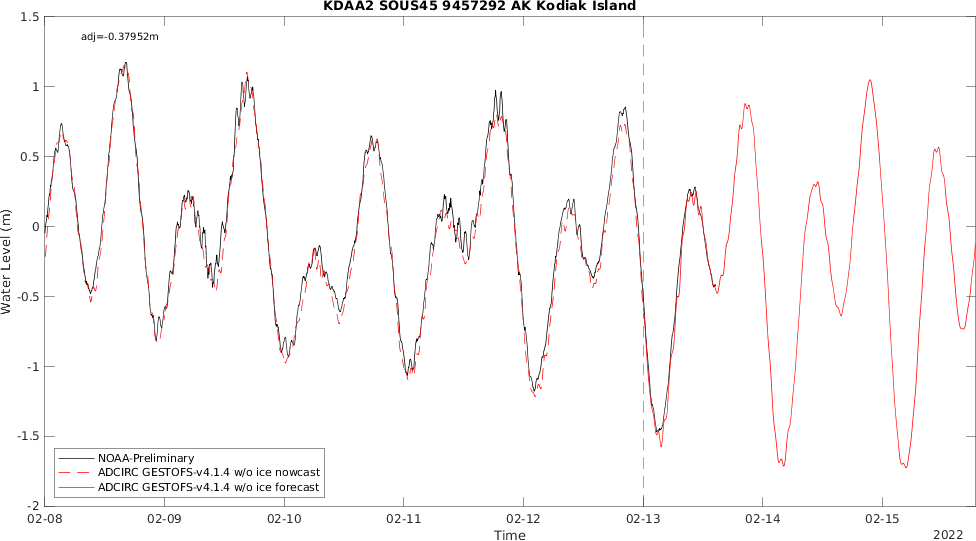 KDAA2 SOUS45 9457292 AK Kodiak Island
adj=-0.37952m
1.5
1
0.5
0
-0.5
-1
-1.5
-2
Water Level (m)
NOAA-Preliminary
ADCIRC GESTOFS-v4.1.4 w/o ice nowcast
ADCIRC GESTOFS-v4.1.4 w/o ice forecast
02-08 02-09 02-10 02-11 02-12 02-13 02-14 02-15
Time
2022